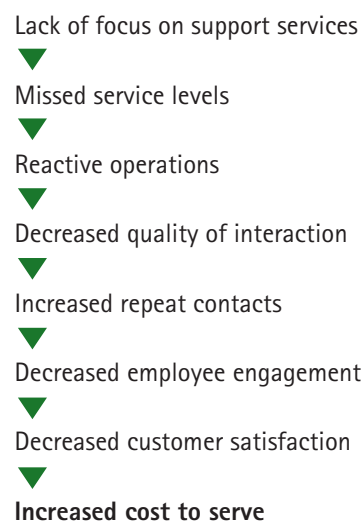 Lack of focus on support services
Missed service levels
Reactive operations
Decreased quality of interaction
Increased repeat contacts
Decreased employee engagement
Decreased customer satisfaction
Increased cost to serve